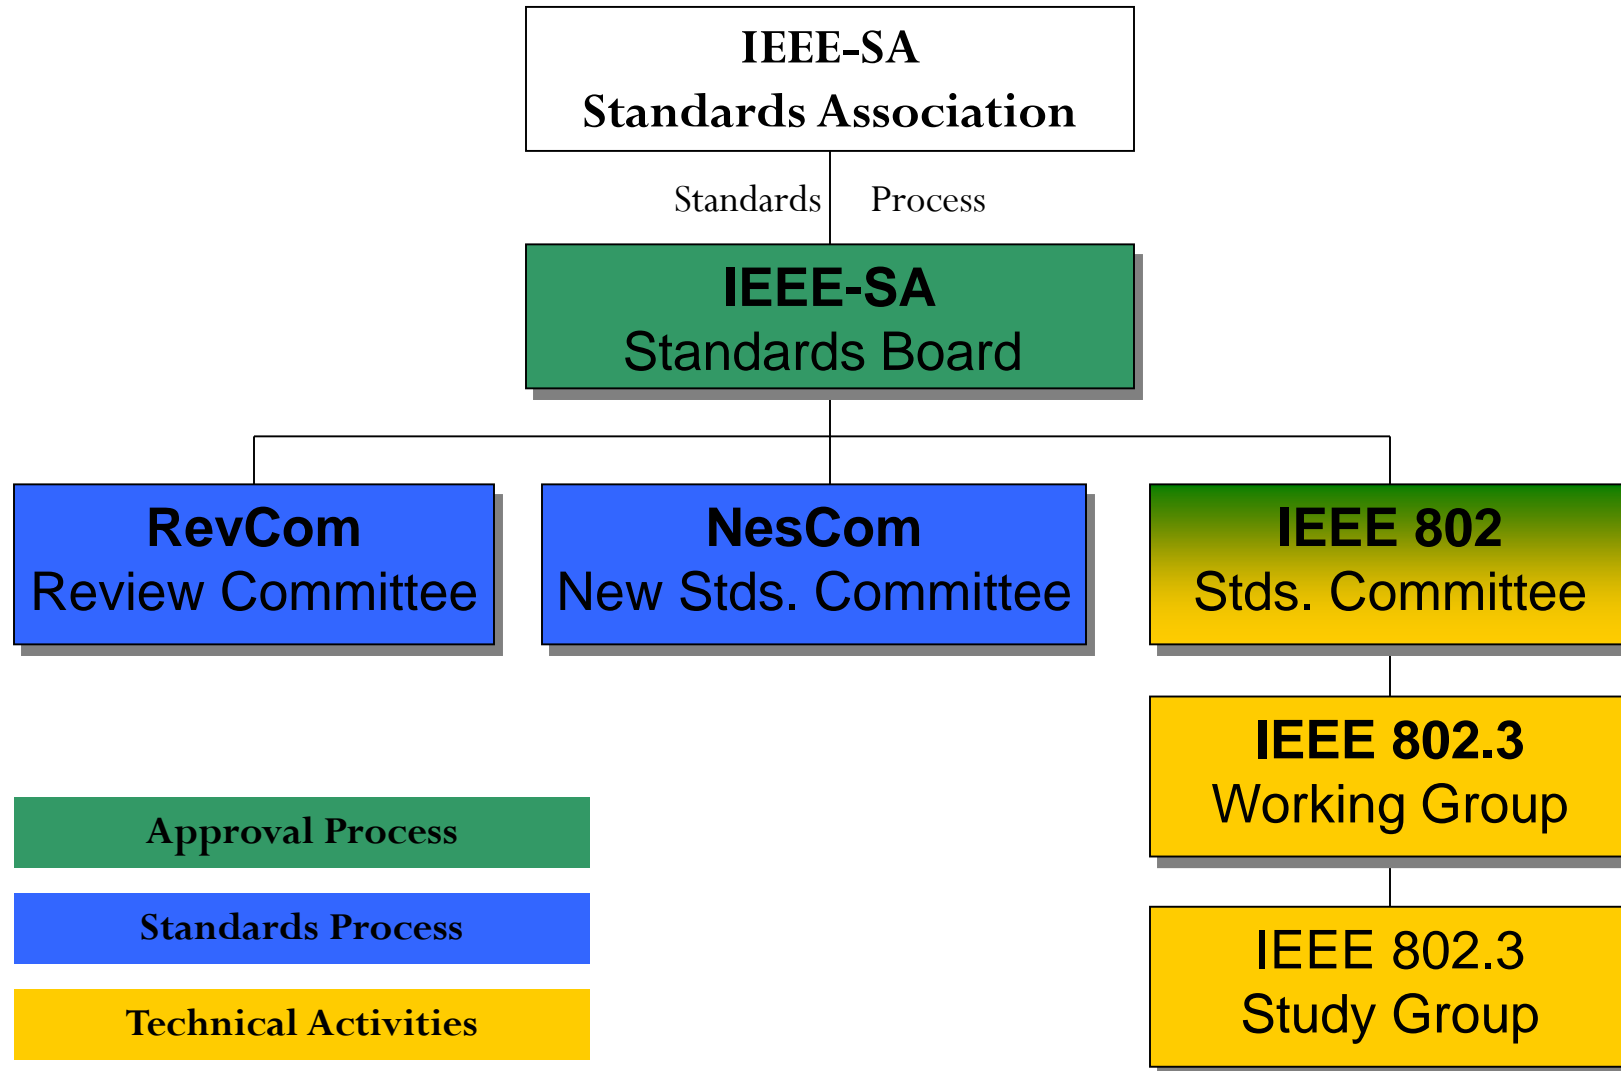 IEEE-SA
Standards Association
Standards Process
IEEE-SA
Standards Board
RevCom
Review Committee
NesCom
New Stds. Committee
IEEE 802
Stds. Committee
IEEE 802.3
Working Group
IEEE 802.3
Study Group
Approval Process
Standards Process
Technical Activities